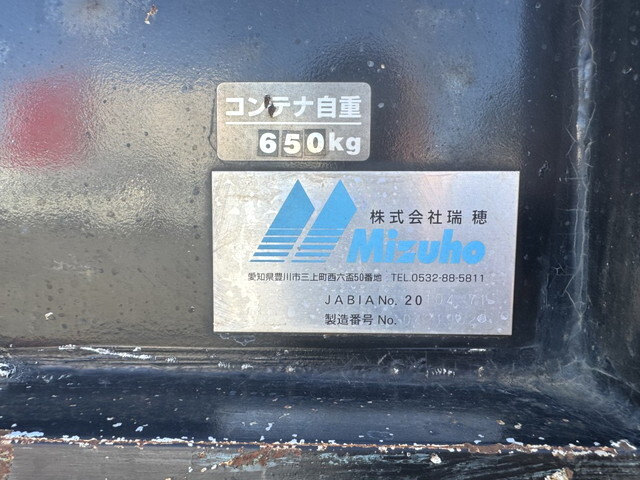 コンテナ自重
650kg
株式会社瑞穂
Mizuho
愛知県豊川市三上町西六盃50番地 TEL.0532-88-5811
JABIA No. 20
製造番号 No.